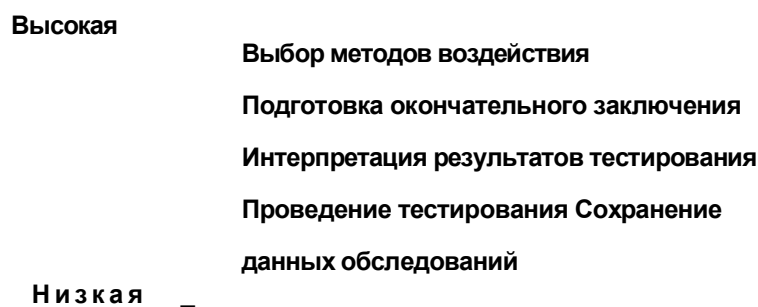 Высокая
Выбор методов воздействия
Подготовка окончательного заключения
Интерпретация результатов тестирования
Проведение тестирования Сохранение
данных обследований
Низкая _